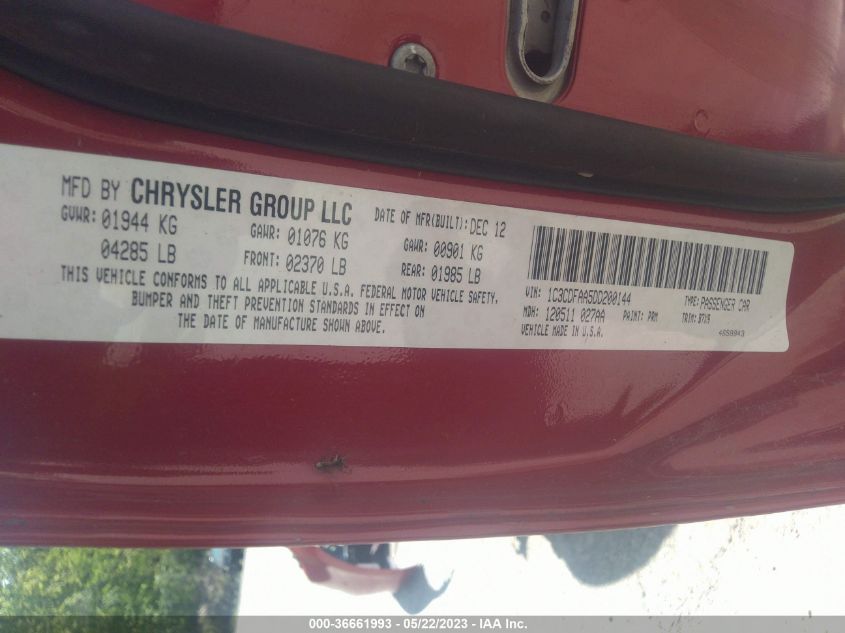 MFD BY CHRYSLER GROUP LLC
DATE OF MFR(BUILT): DEC 12
GVWR: 01944 KG
04285 LB
GAWR: 01076 KG
FRONT: 02370 LB
GAWR: 00901 KG
REAR: 01985 LB
THIS VEHICLE CONFORMS TO ALL APPLICABLE U.S.A. FEDERAL MOTOR VEHICLE SAFETY,
BUMPER AND THEFT PREVENTION STANDARDS IN EFFECT ON
THE DATE OF MANUFACTURE SHOWN ABOVE.
VIN: 1C3CDFAA5DD200144
TYPE: PASSENGER CAR
MDH: 120511 027AA
PAINT: PRM
TRIM: B7X9
VEHICLE MADE IN U.S.A.
000-36661993 - 05/22/2023 - IAA Inc.